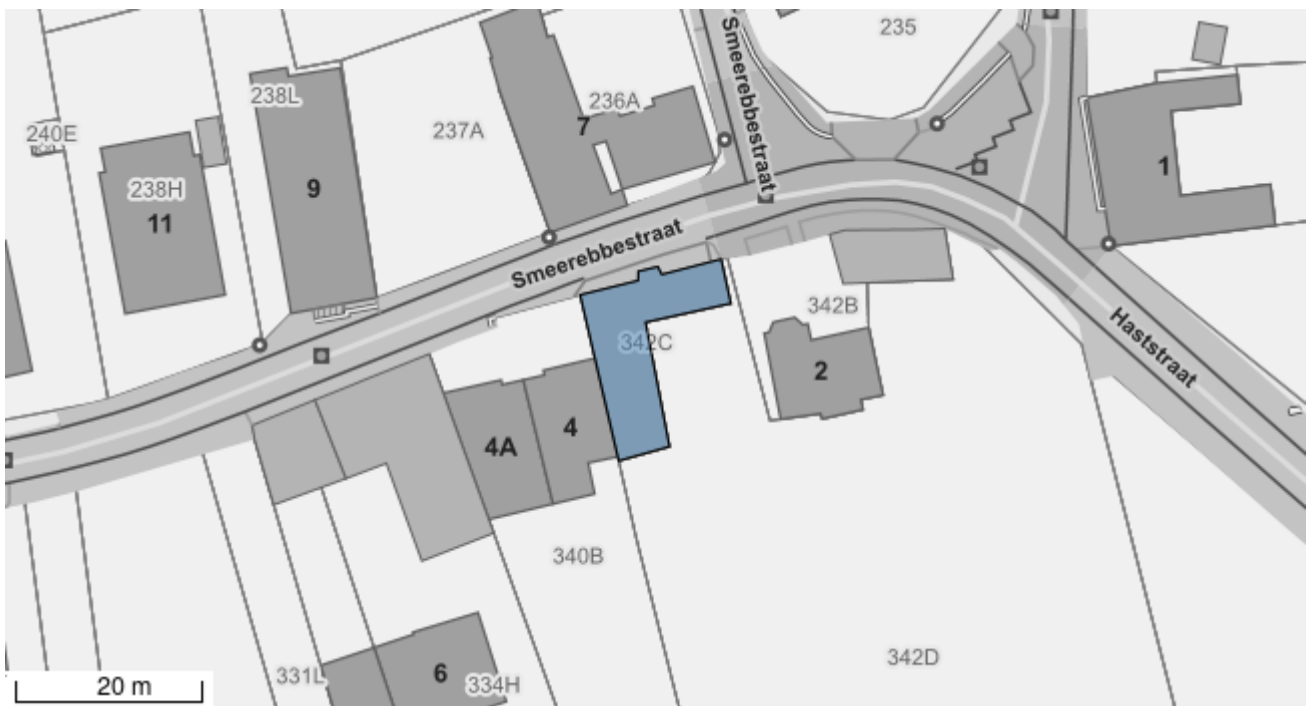 235
Smeerebbestraat
238L
236A
240E
237A
7
1
238H
9
11
Smeerebbestraat
342B
Haststraat
342C
2
4
4A
340B
342D
6
331L
334H
20 m